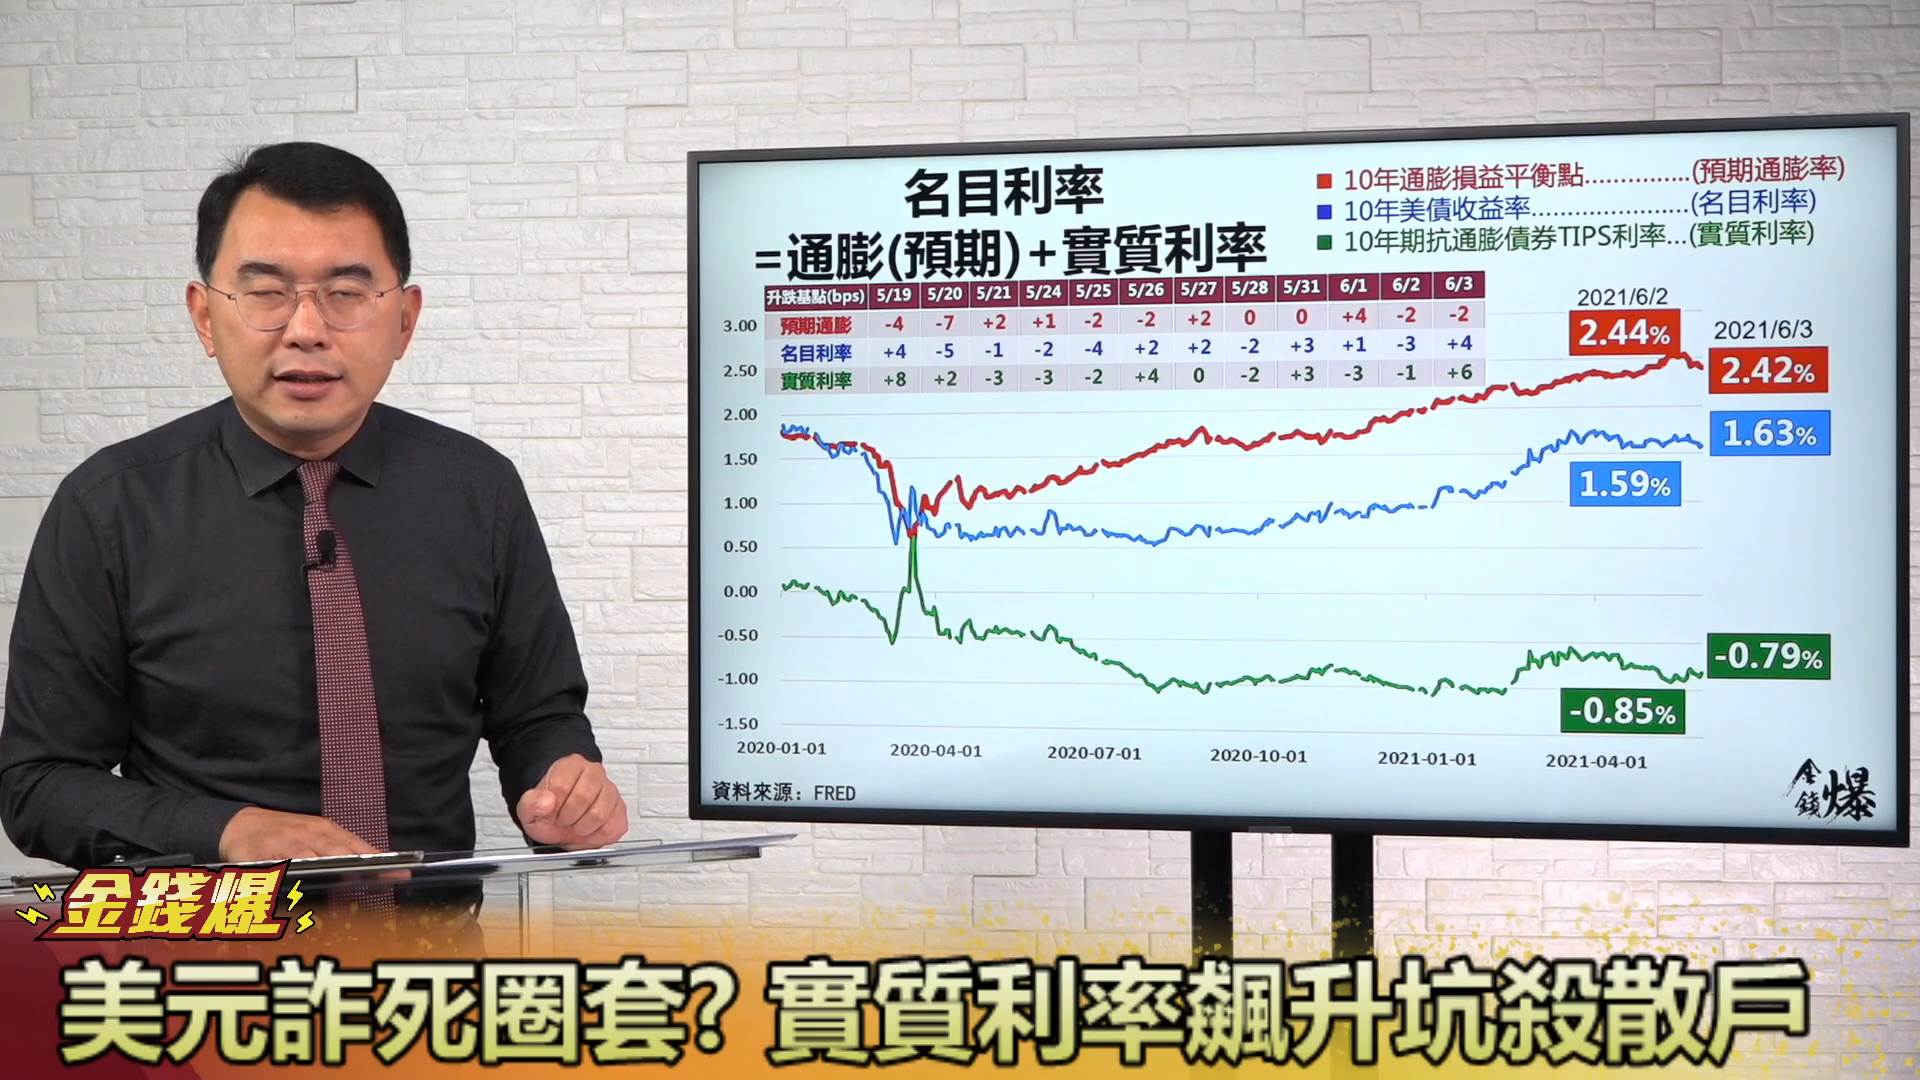 名目利率
=通膨(預期)+實質利率
10年通膨損益平衡點...............(預期通膨率)
10年美債收益率......................(名目利率)
10年期抗通膨債券TIPS利率...(實質利率)
升跌基點(bps) 5/19 5/20 5/21 5/24 5/25 5/26 5/27 5/28 5/31 6/1 6/2 6/3
預期通膨 -4 -7 +2 +1 -2 -2 +2 0 0 +4 -2 -2
名目利率 +4 -5 -1 -2 -4 +2 +2 -2 +3 +1 -3 +4
實質利率 +8 +2 -3 -3 -2 +4 0 -2 +3 -3 -1 +6
2021/6/2
2.44%
2021/6/3
2.42%
1.63%
1.59%
-0.79%
-0.85%
3.00
2.50
2.00
1.50
1.00
0.50
0.00
-0.50
-1.00
-1.50
2020-01-01 2020-04-01 2020-07-01 2020-10-01 2021-01-01 2021-04-01
資料來源：FRED
金錢爆
金錢爆
美元詐死圈套? 實質利率飆升坑殺散戶